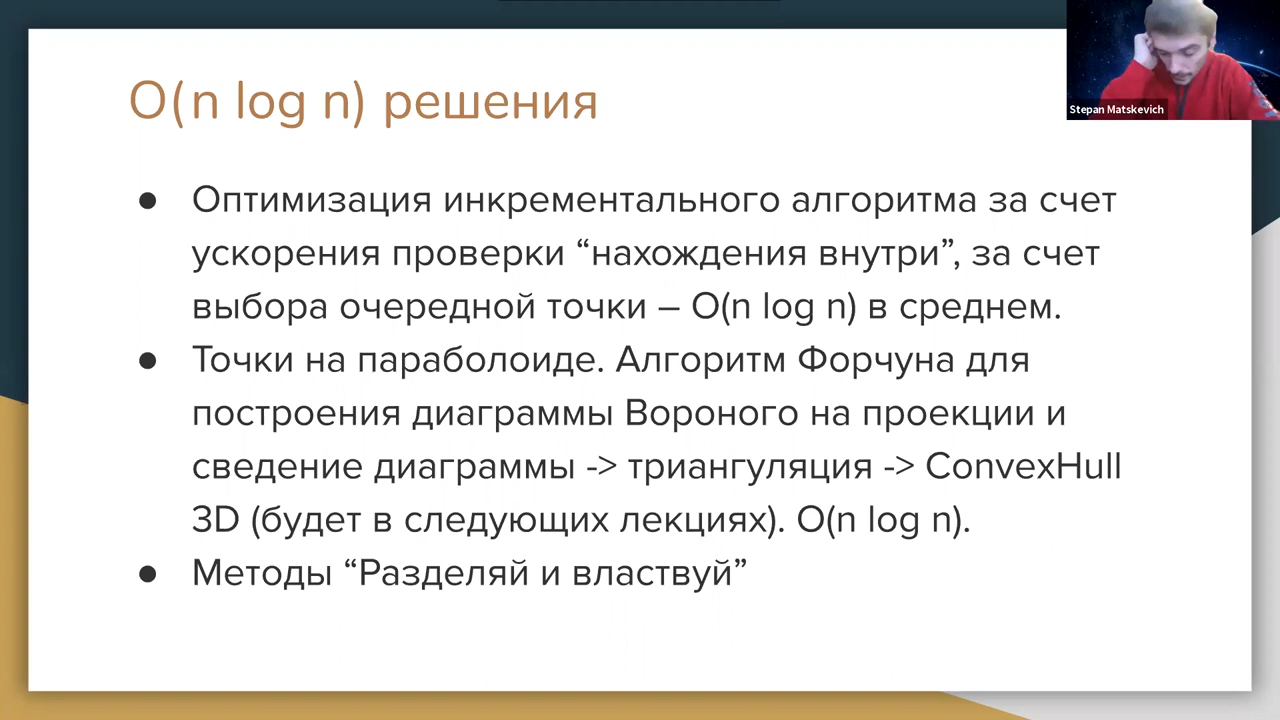 O(n log n) решения
Stepan Matskevich
● Оптимизация инкрементального алгоритма за счет
ускорения проверки “нахождения внутри”, за счет
выбора очередной точки – O(n log n) в среднем.
● Точки на параболоиде. Алгоритм Форчуна для
построения диаграммы Вороного на проекции и
сведение диаграммы -> триангуляция -> ConvexHull
3D (будет в следующих лекциях). O(n log n).
● Методы “Разделяй и властвуй”